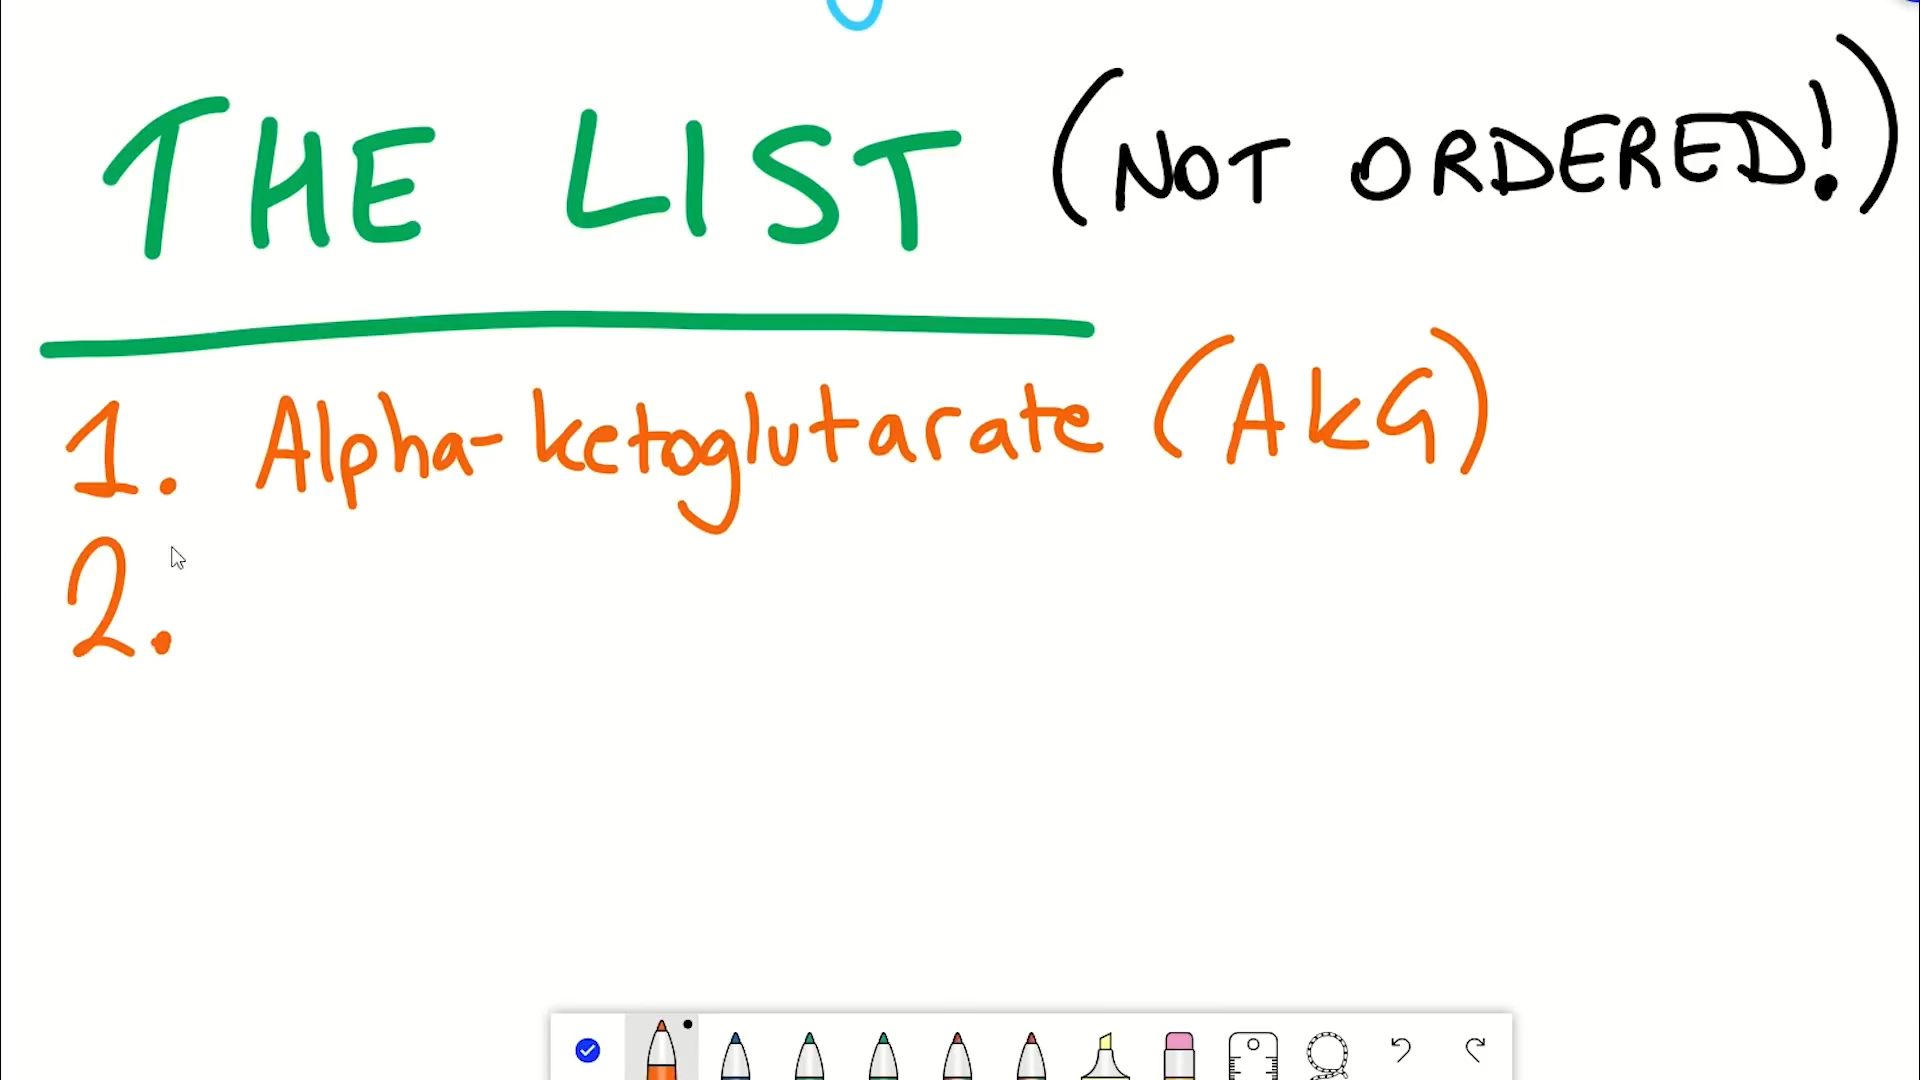 THE LIST (NOT ORDERED!)
1. Alpha-ketoglutarate (AKG)
2.